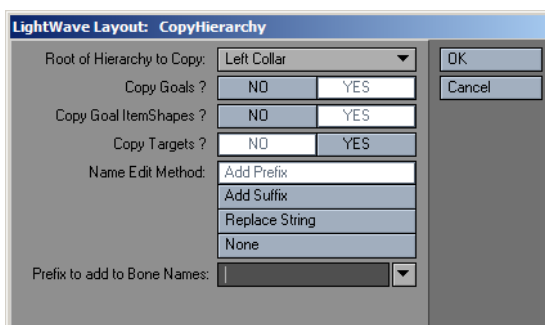 LightWave Layout: CopyHierarchy
Root of Hierarchy to Copy: Left Collar OK
Copy Goals ? NO YES Cancel
Copy Goal ItemShapes ? NO YES
Copy Targets ? NO YES
Name Edit Method: Add Prefix
Add Suffix
Replace String
None
Prefix to add to Bone Names: